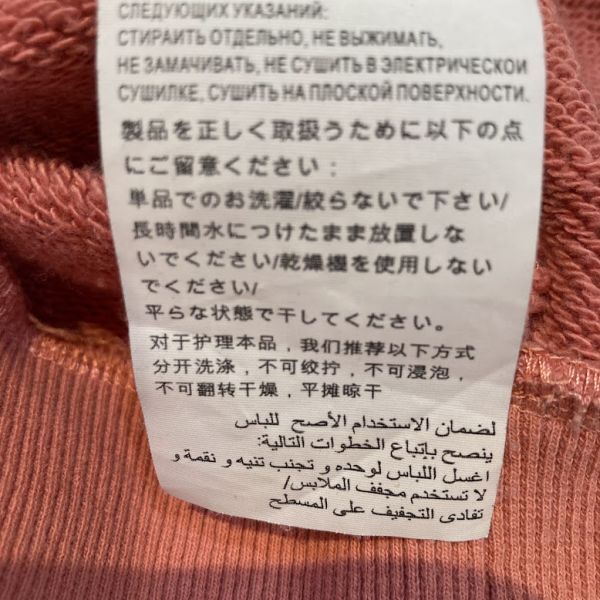 СЛЕДУЮЩИХ УКАЗАНИЙ:
СТИРАИТЬ ОТДЕЛЬНО, НЕ ВЫЖИМАТЬ,
НЕ ЗАМАЧИВАТЬ, НЕ СУШИТЬ В ЭЛЕКТРИЧЕСКОИ
СУШИЛКЕ, СУШИТЬ НА ПЛОСКОЙ ПОВЕРХНОСТИ.
製品を正しく取扱うために以下の点
にご留意ください:
単品でのお洗濯/絞らないで下さい/
長時間水につけたまま放置しな
いでください/乾燥機を使用しない
でください/
平らな状態で干してください。
对于护理本品，我们推荐以下方式
分开洗涤，不可绞拧，不可浸泡，
不可翻转干燥，平摊晾干
لضمان الاستخدام الأصح للباس
ينصح بإتباع الخطوات التالية:
اغسل اللباس لوحده و تجنب تنيه و نقمة و
لا تستخدم مجفف الملابس/
تفادى التجفيف على المسطح